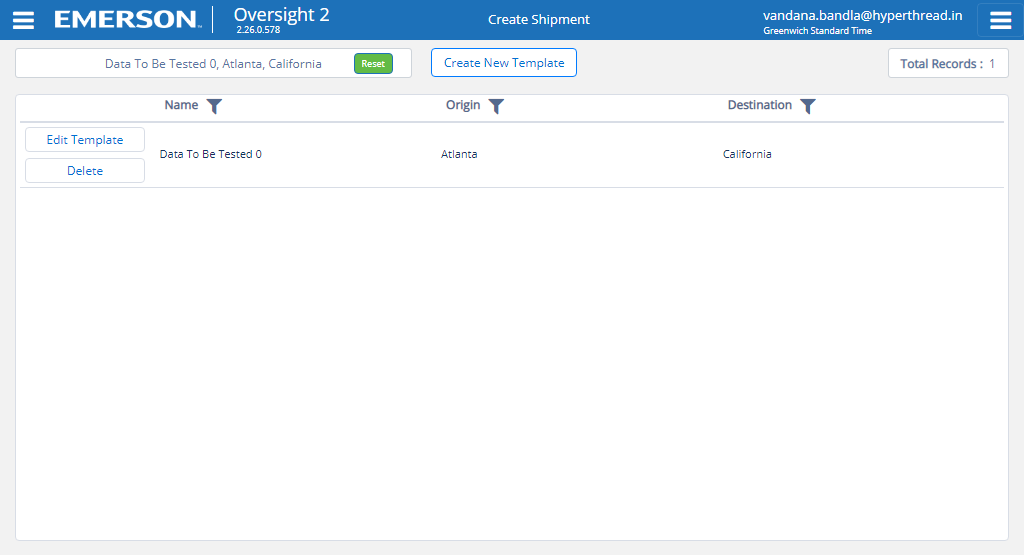 EMERSON™
Oversight 2
2.26.0.578
Create Shipment
vandana.bandla@hyperthread.in
Greenwich Standard Time
Data To Be Tested 0, Atlanta, California
Reset
Create New Template
Total Records : 1
Name
Origin
Destination
Edit Template
Delete
Data To Be Tested 0
Atlanta
California